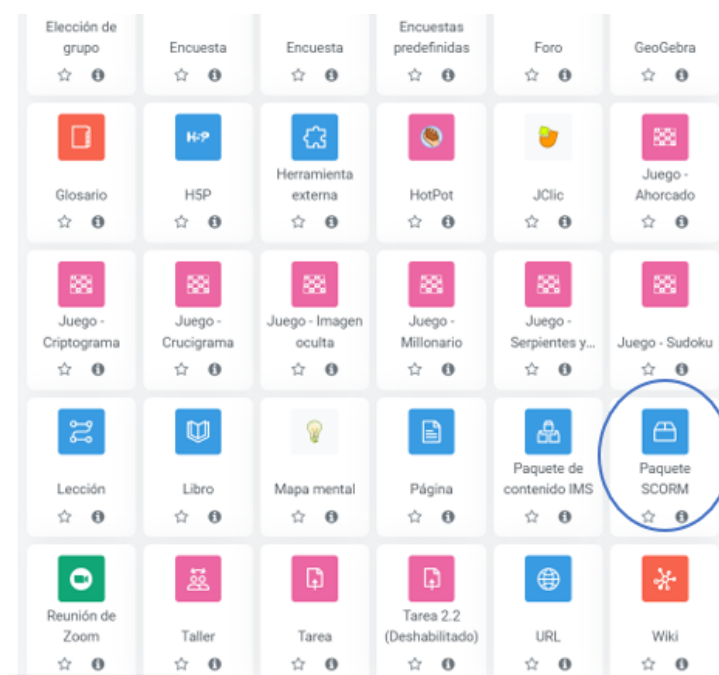 Elección de grupo
Encuesta
Encuesta
Encuestas predefinidas
Foro
GeoGebra
Glosario
H5P
H5P
Herramienta externa
HotPot
JClic
Juego - Ahorcado
Juego - Criptograma
Juego - Crucigrama
Juego - Imagen oculta
Juego - Millonario
Juego - Serpientes y...
Juego - Sudoku
Lección
Libro
Mapa mental
Página
Paquete de contenido IMS
Paquete SCORM
Reunión de Zoom
Taller
Tarea
Tarea 2.2 (Deshabilitado)
URL
Wiki